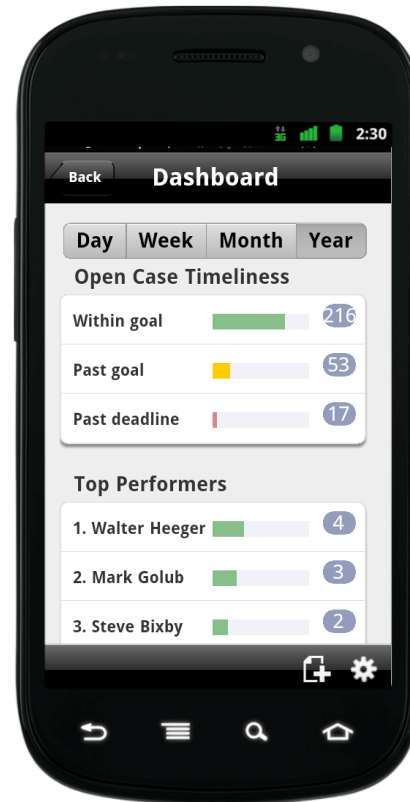 3G 2:30
Back Dashboard
Day Week Month Year
Open Case Timeliness
Within goal 216
Past goal 53
Past deadline 17
Top Performers
1. Walter Heeger 4
2. Mark Golub 3
3. Steve Bixby 2